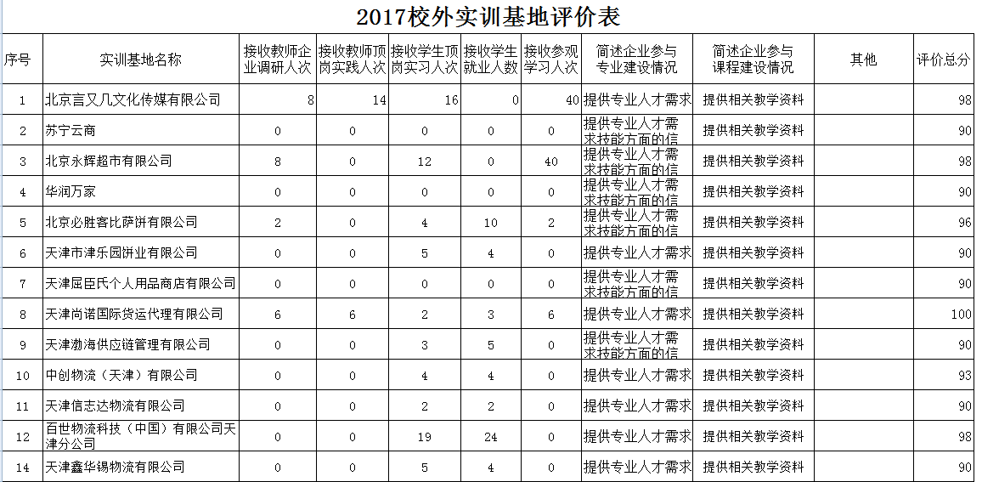 2017校外实训基地评价表
序号 实训基地名称 接收教师企业调研人次 接收教师顶岗实践人次 接收学生顶岗实习人次 接收学生就业人数 接收参观学习人次 简述企业参与专业建设情况 简述企业参与课程建设情况 其他 评价总分
1 北京言又几文化传媒有限公司 8 14 16 0 40 提供专业人才需求 提供相关教学资料 98
2 苏宁云商 0 0 0 0 0 提供专业人才需求技能方面的信 提供相关教学资料 90
3 北京永辉超市有限公司 8 0 12 0 40 提供专业人才需求技能方面的信 提供相关教学资料 98
4 华润万家 0 0 0 0 0 提供专业人才需求技能方面的信 提供相关教学资料 90
5 北京必胜客比萨饼有限公司 2 0 4 10 2 提供专业人才需求技能方面的信 提供相关教学资料 96
6 天津市津乐园饼业有限公司 0 0 5 4 0 提供专业人才需求 提供相关教学资料 90
7 天津屈臣氏个人用品商店有限公司 0 0 0 0 0 提供专业人才需求技能方面的信 提供相关教学资料 90
8 天津尚诺国际货运代理有限公司 6 6 2 3 6 提供专业人才需求 提供相关教学资料 100
9 天津渤海供应链管理有限公司 0 0 3 5 0 提供专业人才需求技能方面的信 提供相关教学资料 90
10 中创物流（天津）有限公司 0 0 4 4 0 提供专业人才需求 提供相关教学资料 93
11 天津信志达物流有限公司 0 0 2 2 0 提供专业人才需求 提供相关教学资料 90
12 百世物流科技（中国）有限公司天津分公司 0 0 19 24 0 提供专业人才需求 提供相关教学资料 98
14 天津鑫华锡物流有限公司 0 0 5 4 0 提供专业人才需求 提供相关教学资料 90